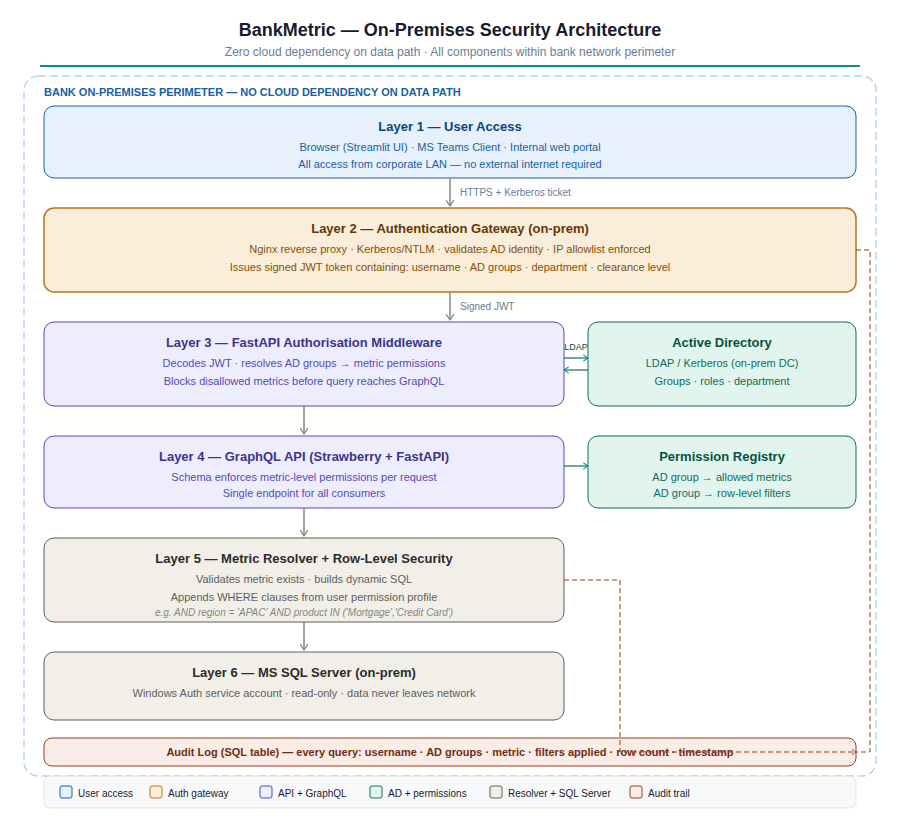 BankMetric — On-Premises Security Architecture
Zero cloud dependency on data path · All components within bank network perimeter
BANK ON-PREMISES PERIMETER — NO CLOUD DEPENDENCY ON DATA PATH
Layer 1 — User Access
Browser (Streamlit UI) · MS Teams Client · Internal web portal
All access from corporate LAN — no external internet required
HTTPS + Kerberos ticket
Layer 2 — Authentication Gateway (on-prem)
Nginx reverse proxy · Kerberos/NTLM · validates AD identity · IP allowlist enforced
Issues signed JWT token containing: username · AD groups · department · clearance level
Signed JWT
Layer 3 — FastAPI Authorisation Middleware
Decodes JWT · resolves AD groups → metric permissions
Blocks disallowed metrics before query reaches GraphQL
LDAP
Active Directory
LDAP / Kerberos (on-prem DC)
Groups · roles · department
Layer 4 — GraphQL API (Strawberry + FastAPI)
Schema enforces metric-level permissions per request
Single endpoint for all consumers
Permission Registry
AD group → allowed metrics
AD group → row-level filters
Layer 5 — Metric Resolver + Row-Level Security
Validates metric exists · builds dynamic SQL
Appends WHERE clauses from user permission profile
e.g. AND region = 'APAC' AND product IN ('Mortgage','Credit Card')
Layer 6 — MS SQL Server (on-prem)
Windows Auth service account · read-only · data never leaves network
Audit Log (SQL table) — every query: username · AD groups · metric · filters applied · row count · timestamp
User access
Auth gateway
API + GraphQL
AD + permissions
Resolver + SQL Server
Audit trail